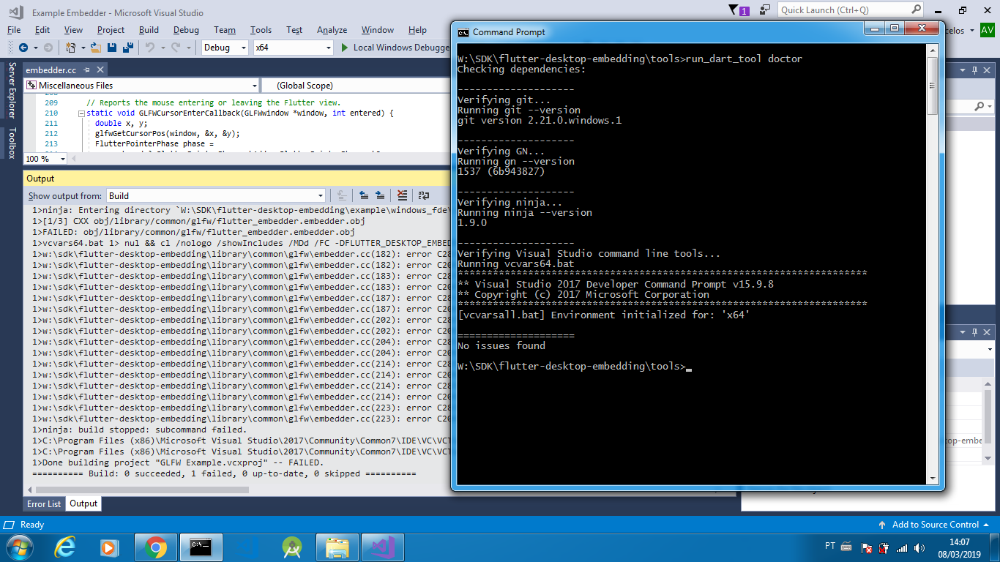 Example Embedder - Microsoft Visual Studio
1
Quick Launch (Ctrl+Q)
File Edit View Project Build Debug Team Tools Test Analyze Window Help
celos
AV
Debug x64 Local Windows Debugge
Server Explorer
Toolbox
embedder.cc
Miscellaneous Files
(Global Scope)
209 // Reports the mouse entering or leaving the Flutter view.
210 static void GLFWCursorEnterCallback(GLFWwindow *window, int entered) {
211 double x, y;
212 glfwGetCursorPos(window, &x, &y);
213 FlutterPointerPhase phase =
100 %
Output
Show output from: Build
1>ninja: Entering directory `W:\SDK\flutter-desktop-embedding\example\windows_fde\
1>[1/3] CXX obj/library/common/glfw/flutter_embedder.embedder.obj
1>FAILED: obj/library/common/glfw/flutter_embedder.embedder.obj
1>vcvars64.bat 1> nul && cl /nologo /showIncludes /MDd /FC -DFLUTTER_DESKTOP_EMBED
1>w:\sdk\flutter-desktop-embedding\library\common\glfw\embedder.cc(182): error C28
1>w:\sdk\flutter-desktop-embedding\library\common\glfw\embedder.cc(182): error C20
1>w:\sdk\flutter-desktop-embedding\library\common\glfw\embedder.cc(183): error C28
1>w:\sdk\flutter-desktop-embedding\library\common\glfw\embedder.cc(183): error C20
1>w:\sdk\flutter-desktop-embedding\library\common\glfw\embedder.cc(187): error C28
1>w:\sdk\flutter-desktop-embedding\library\common\glfw\embedder.cc(187): error C20
1>w:\sdk\flutter-desktop-embedding\library\common\glfw\embedder.cc(202): error C28
1>w:\sdk\flutter-desktop-embedding\library\common\glfw\embedder.cc(202): error C20
1>w:\sdk\flutter-desktop-embedding\library\common\glfw\embedder.cc(204): error C28
1>w:\sdk\flutter-desktop-embedding\library\common\glfw\embedder.cc(204): error C20
1>w:\sdk\flutter-desktop-embedding\library\common\glfw\embedder.cc(214): error C28
1>w:\sdk\flutter-desktop-embedding\library\common\glfw\embedder.cc(214): error C20
1>w:\sdk\flutter-desktop-embedding\library\common\glfw\embedder.cc(214): error C28
1>w:\sdk\flutter-desktop-embedding\library\common\glfw\embedder.cc(214): error C20
1>w:\sdk\flutter-desktop-embedding\library\common\glfw\embedder.cc(223): error C28
1>w:\sdk\flutter-desktop-embedding\library\common\glfw\embedder.cc(223): error C20
1>ninja: build stopped: subcommand failed.
1>C:\Program Files (x86)\Microsoft Visual Studio\2017\Community\Common7\IDE\VC\VCT
1>C:\Program Files (x86)\Microsoft Visual Studio\2017\Community\Common7\IDE\VC\VCT
1>Done building project "GLFW Example.vcxproj" -- FAILED.
========== Build: 0 succeeded, 1 failed, 0 up-to-date, 0 skipped ==========
Error List Output
Command Prompt
W:\SDK\flutter-desktop-embedding\tools>run_dart_tool doctor
Checking dependencies:
--------------------
Verifying git...
Running git --version
git version 2.21.0.windows.1
--------------------
Verifying GN...
Running gn --version
1537 (6b943827)
--------------------
Verifying ninja...
Running ninja --version
1.9.0
--------------------
Verifying Visual Studio command line tools...
Running vcvars64.bat
**********************************************************************
** Visual Studio 2017 Developer Command Prompt v15.9.8
** Copyright (c) 2017 Microsoft Corporation
**********************************************************************
[vcvarsall.bat] Environment initialized for: 'x64'
====================
No issues found
W:\SDK\flutter-desktop-embedding\tools>
top-embe
Ready
Add to Source Control
PT
14:07
08/03/2019